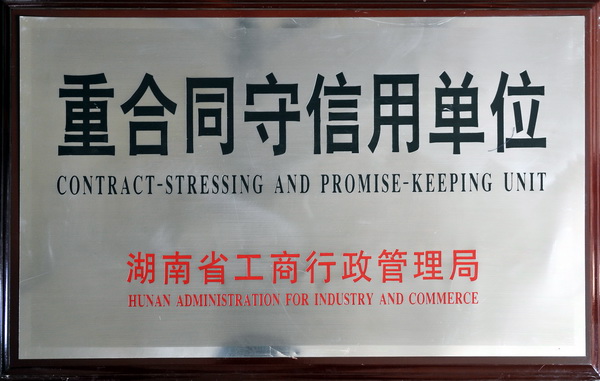 重合同守信用单位
CONTRACT-STRESSING AND PROMISE-KEEPING UNIT
湖南省工商行政管理局
HUNAN ADMINISTRATION FOR INDUSTRY AND COMMERCE